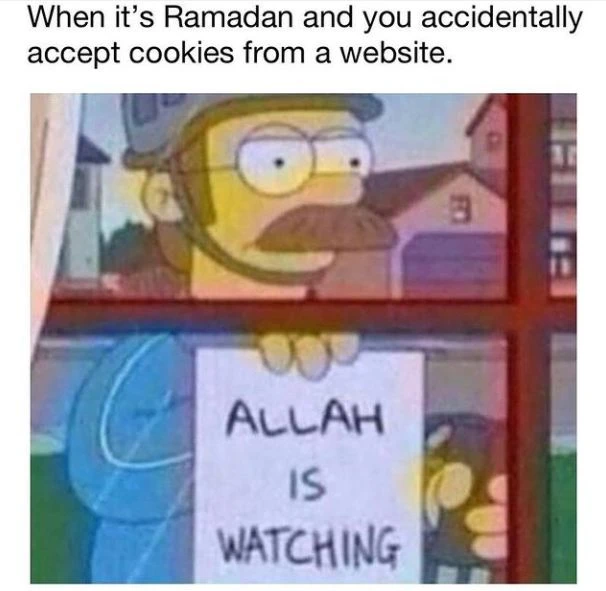 When it’s Ramadan and you accidentally
accept cookies from a website.
ALLAH
IS
WATCHING